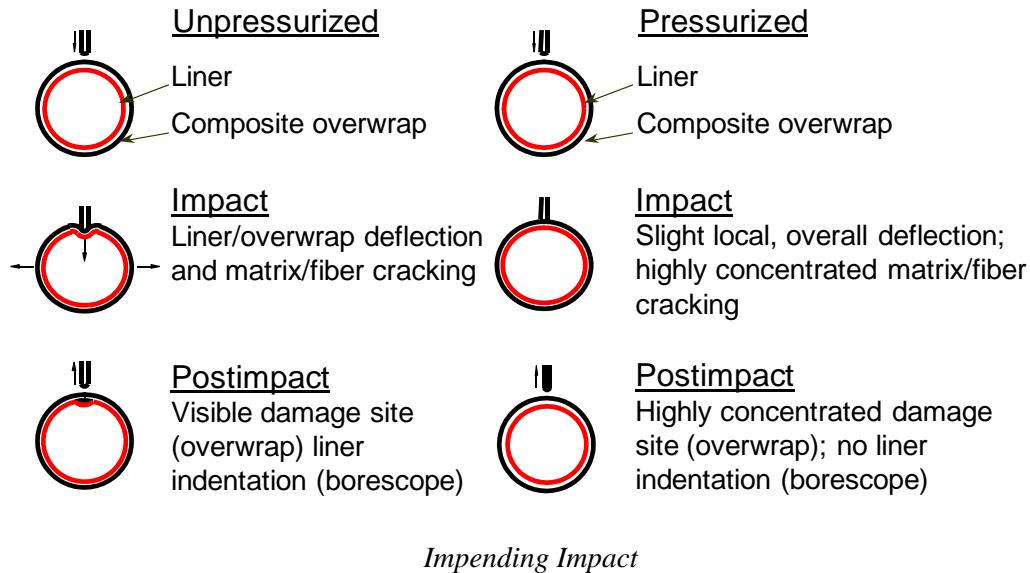 Unpressurized
Liner
Composite overwrap
Impact
Liner/overwrap deflection
and matrix/fiber cracking
Postimpact
Visible damage site
(overwrap) liner
indentation (borescope)
Pressurized
Liner
Composite overwrap
Impact
Slight local, overall deflection;
highly concentrated matrix/fiber
cracking
Postimpact
Highly concentrated damage
site (overwrap); no liner
indentation (borescope)
Impending Impact